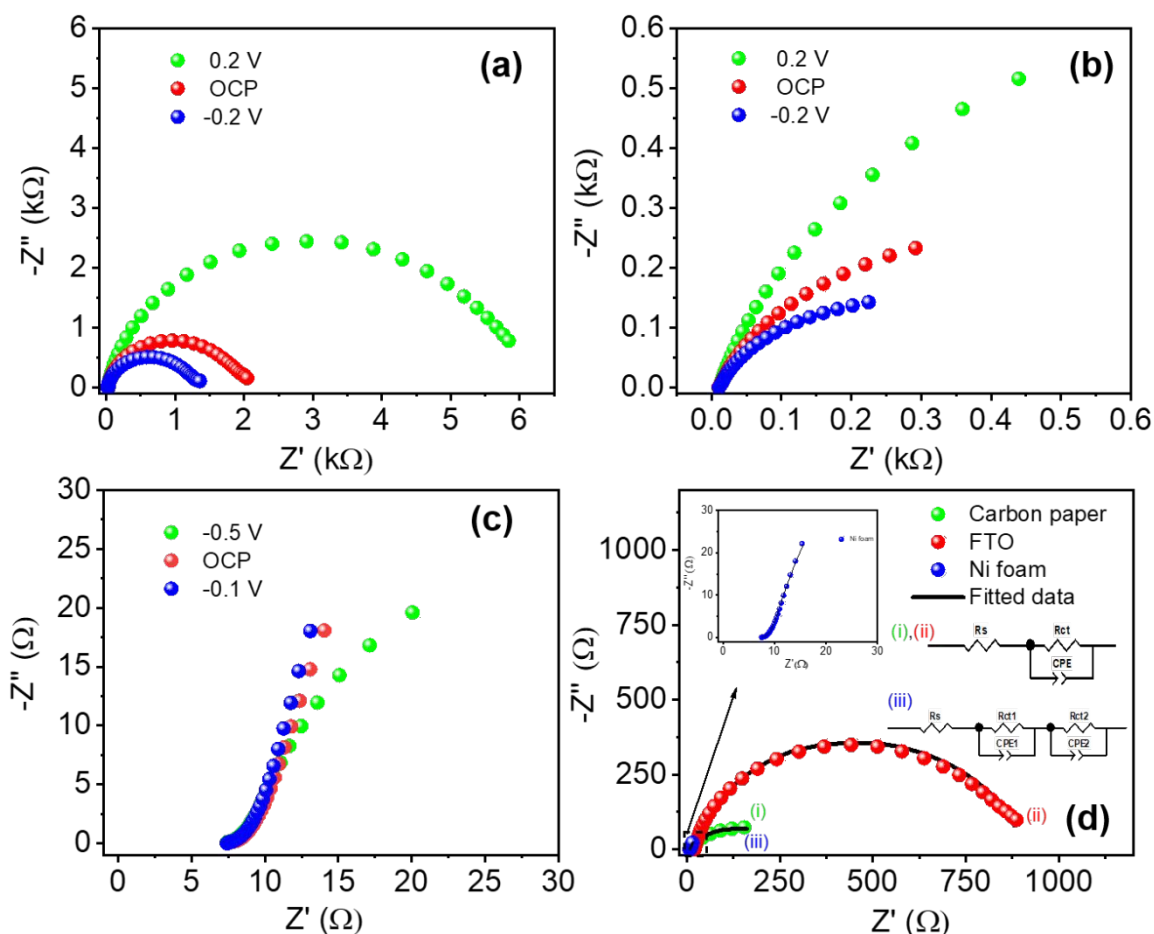 6
5
4
3
2
1
0
-Z'' (kΩ)
0.2 V
OCP
-0.2 V
(a)
0 1 2 3 4 5 6
Z' (kΩ)
0.6
0.5
0.4
0.3
0.2
0.1
0.0
-Z'' (kΩ)
0.2 V
OCP
-0.2 V
(b)
0.0 0.1 0.2 0.3 0.4 0.5 0.6
Z' (kΩ)
30
25
20
15
10
5
0
-Z'' (Ω)
-0.5 V
OCP
-0.1 V
(c)
0 5 10 15 20 25 30
Z' (Ω)
1000
750
500
250
0
-Z'' (Ω)
Carbon paper
FTO
Ni foam
Fitted data
30
20
10
0
-Z'' (Ω)
Ni foam
0 10 20 30
Z'(Ω)
(i),(ii)
Rs Rct
CPE
(iii)
Rs Rct1 Rct2
CPE1 CPE2
(i)
(ii)
(iii)
(d)
0 250 500 750 1000
Z' (Ω)